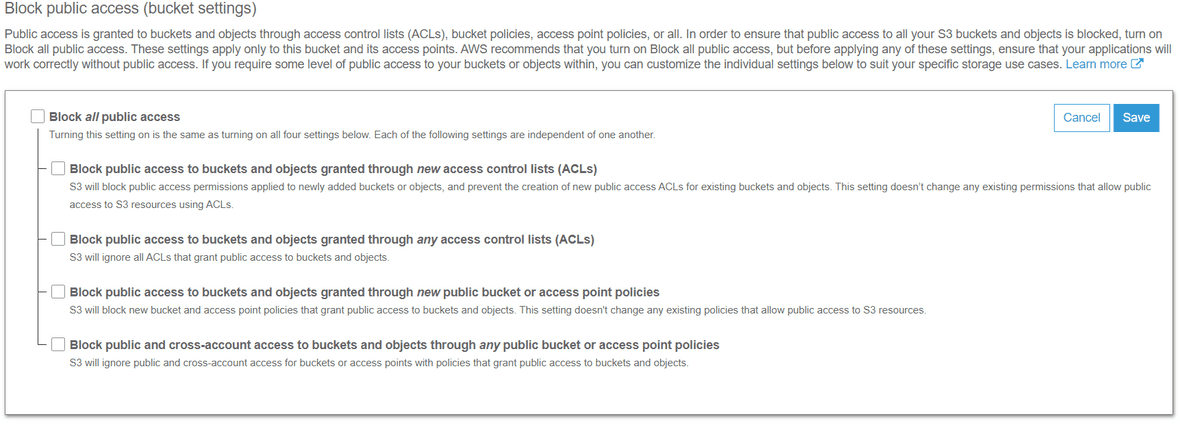 Block public access (bucket settings)
Public access is granted to buckets and objects through access control lists (ACLs), bucket policies, access point policies, or all. In order to ensure that public access to all your S3 buckets and objects is blocked, turn on
Block all public access. These settings apply only to this bucket and its access points. AWS recommends that you turn on Block all public access, but before applying any of these settings, ensure that your applications will
work correctly without public access. If you require some level of public access to your buckets or objects within, you can customize the individual settings below to suit your specific storage use cases. Learn more
Block all public access
Cancel
Save
Turning this setting on is the same as turning on all four settings below. Each of the following settings are independent of one another.
Block public access to buckets and objects granted through new access control lists (ACLs)
S3 will block public access permissions applied to newly added buckets or objects, and prevent the creation of new public access ACLs for existing buckets and objects. This setting doesn't change any existing permissions that allow public
access to S3 resources using ACLs.
Block public access to buckets and objects granted through any access control lists (ACLs)
S3 will ignore all ACLs that grant public access to buckets and objects.
Block public access to buckets and objects granted through new public bucket or access point policies
S3 will block new bucket and access point policies that grant public access to buckets and objects. This setting doesn't change any existing policies that allow public access to S3 resources.
Block public and cross-account access to buckets and objects through any public bucket or access point policies
S3 will ignore public and cross-account access for buckets or access points with policies that grant public access to buckets and objects.